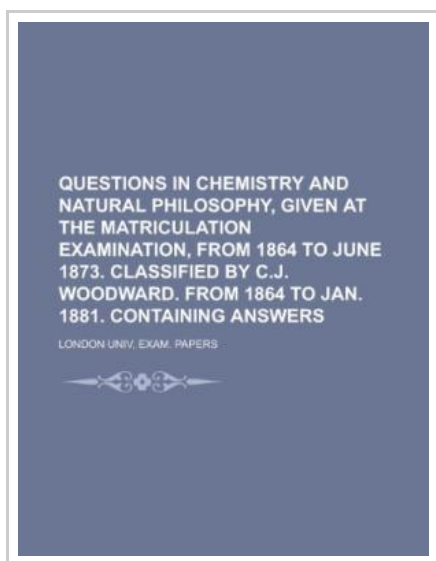 QUESTIONS IN CHEMISTRY AND
NATURAL PHILOSOPHY, GIVEN AT
THE MATRICULATION
EXAMINATION, FROM 1864 TO JUNE
1873. CLASSIFIED BY C.J.
WOODWARD. FROM 1864 TO JAN.
1881. CONTAINING ANSWERS
LONDON UNIV, EXAM. PAPERS